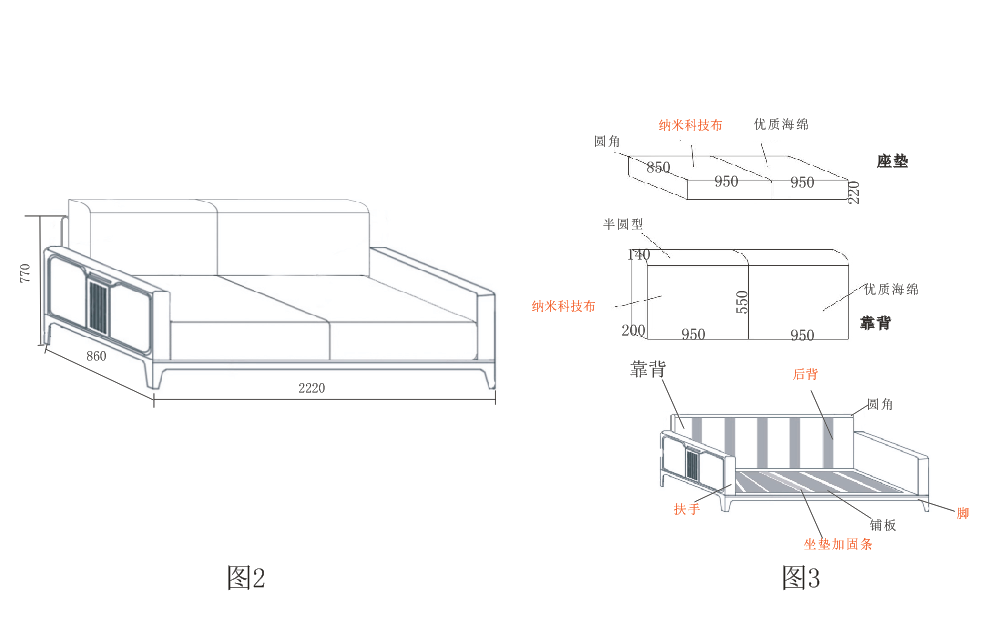 770
860
2220
图2
纳米科技布
优质海绵
圆角
座垫
850
950
950
220
半圆型
140
优质海绵
纳米科技布
550
靠背
200
950
950
靠背
后背
圆角
扶手
脚
铺板
坐垫加固条
图3